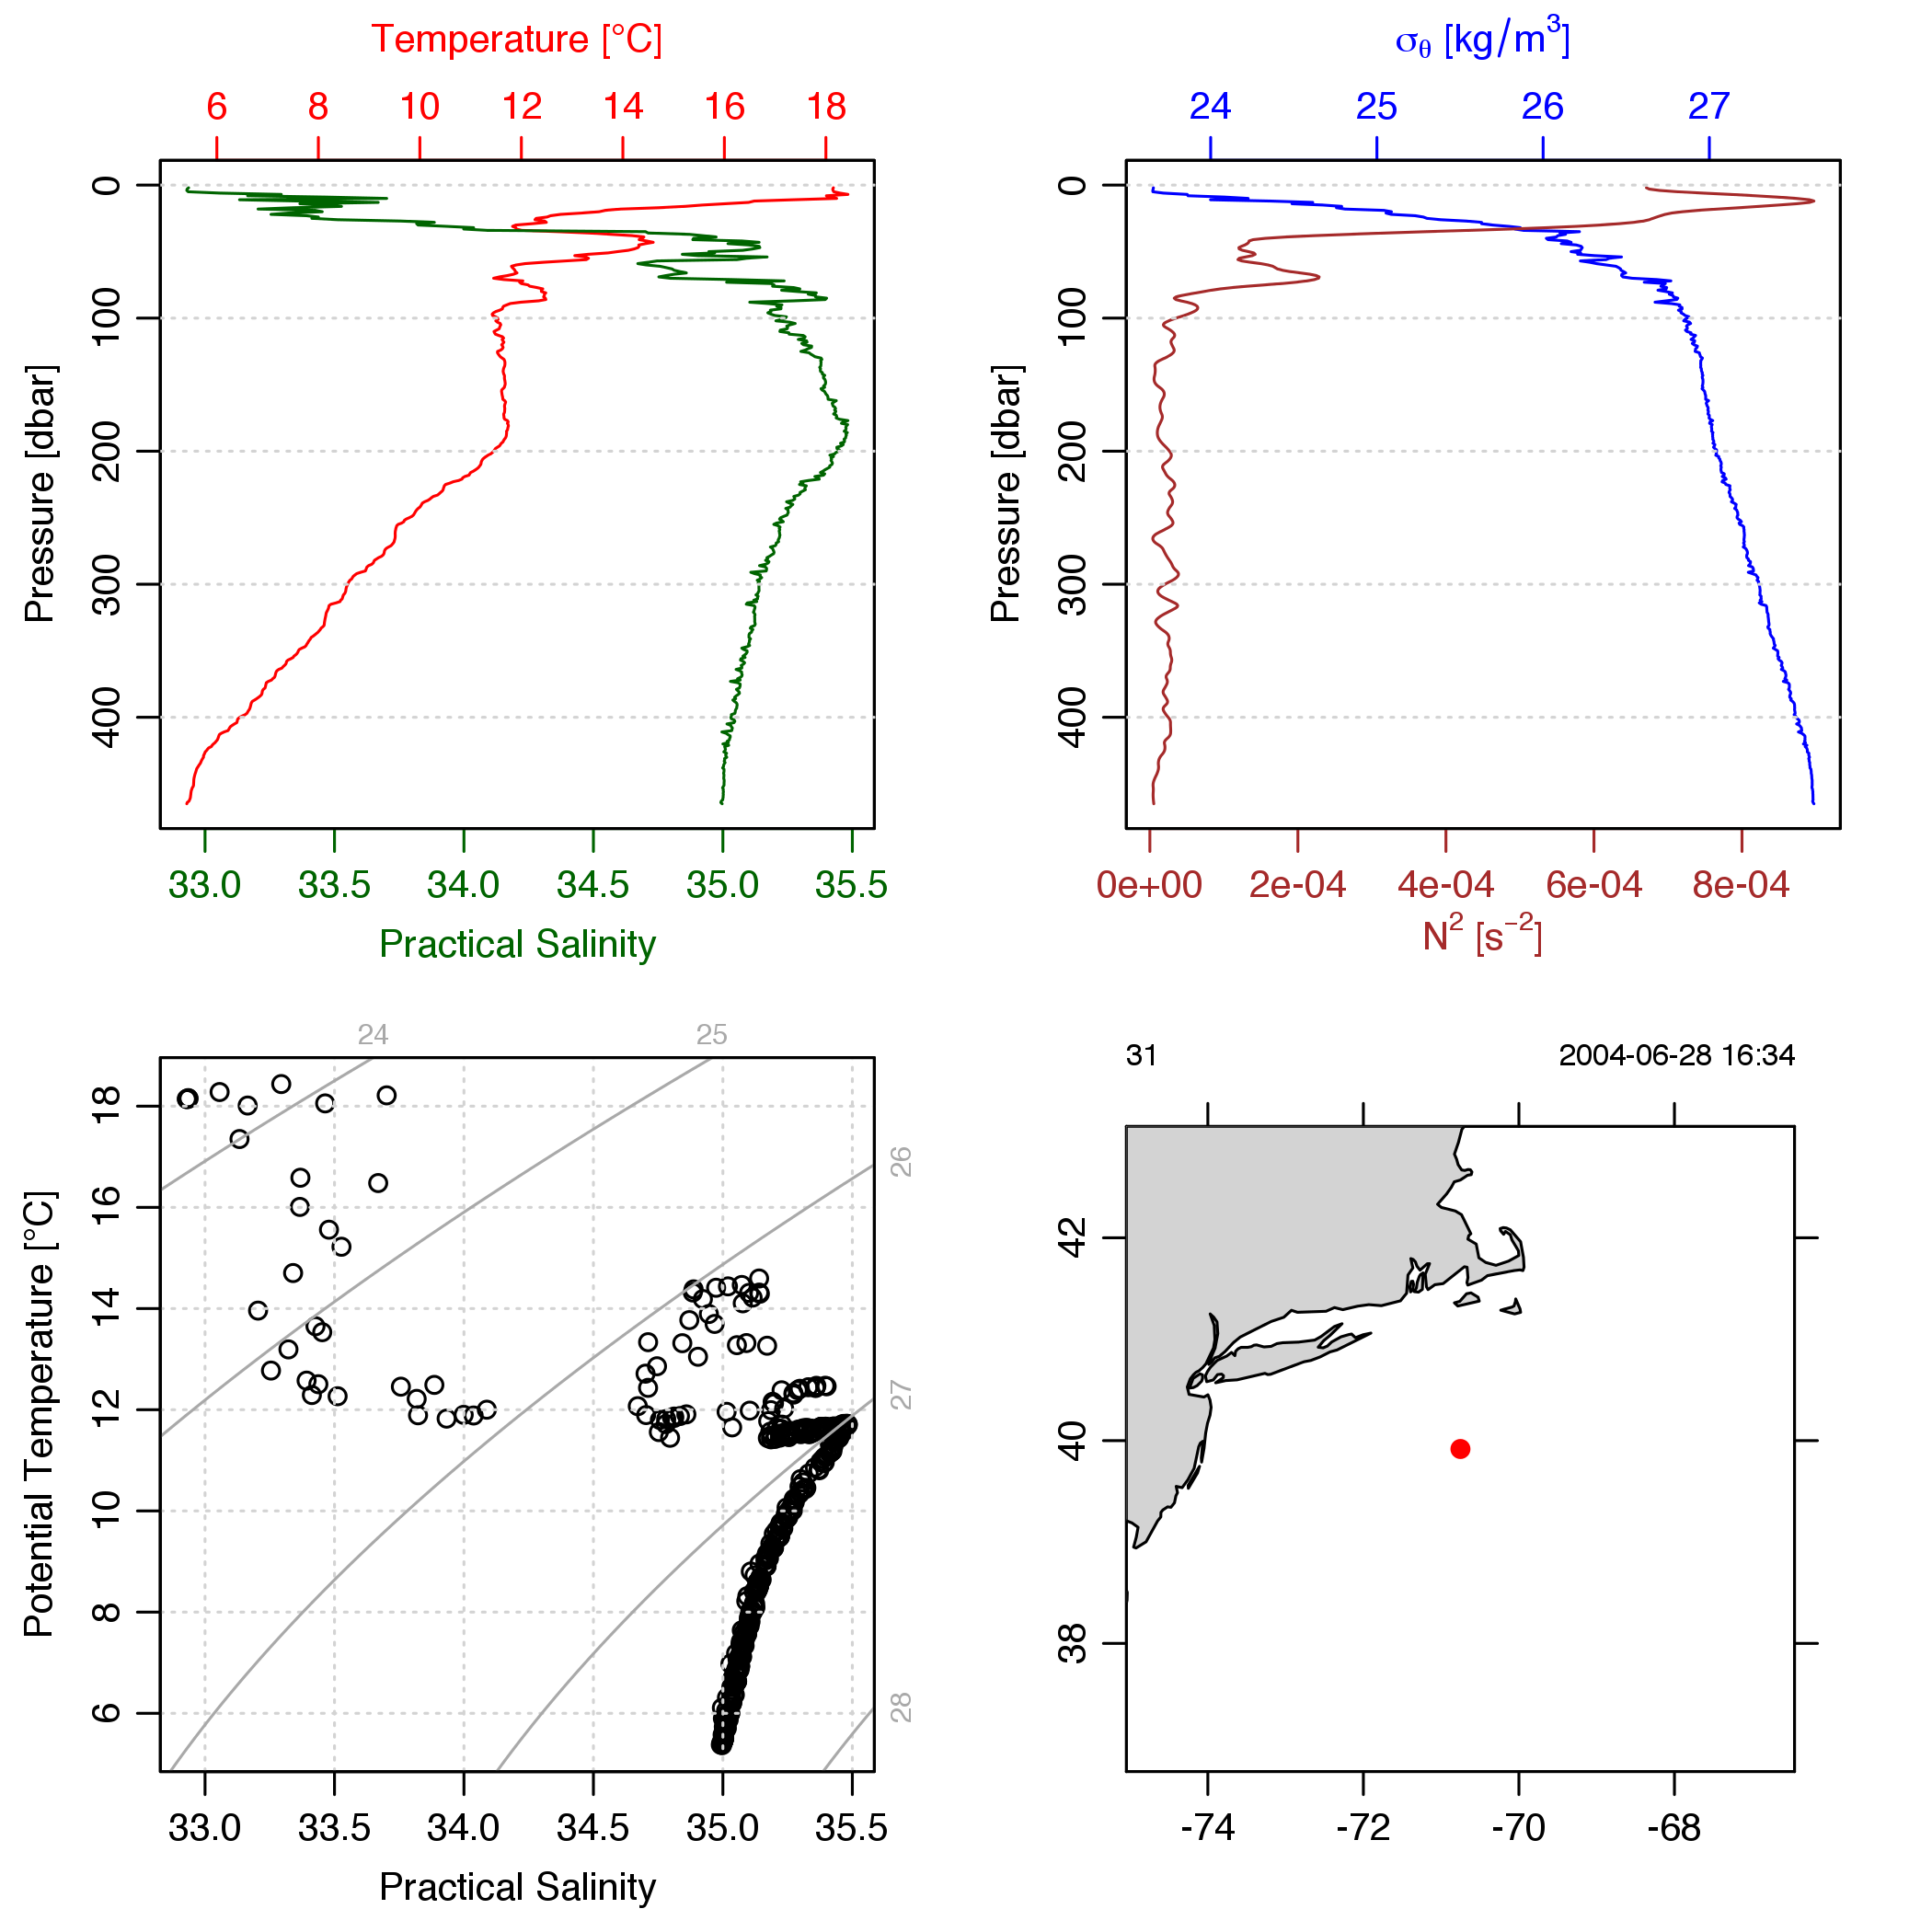 Temperature [°C]
6 8 10 12 14 16 18
0
100
200
300
400
Pressure [dbar]
33.0 33.5 34.0 34.5 35.0 35.5
Practical Salinity
σθ [kg/m³]
24 25 26 27
0
100
200
300
400
Pressure [dbar]
0e+00 2e-04 4e-04 6e-04 8e-04
N² [s⁻²]
24 25
26
27
28
18
16
14
12
10
8
6
Potential Temperature [°C]
33.0 33.5 34.0 34.5 35.0 35.5
Practical Salinity
31 2004-06-28 16:34
42
40
38
-74 -72 -70 -68